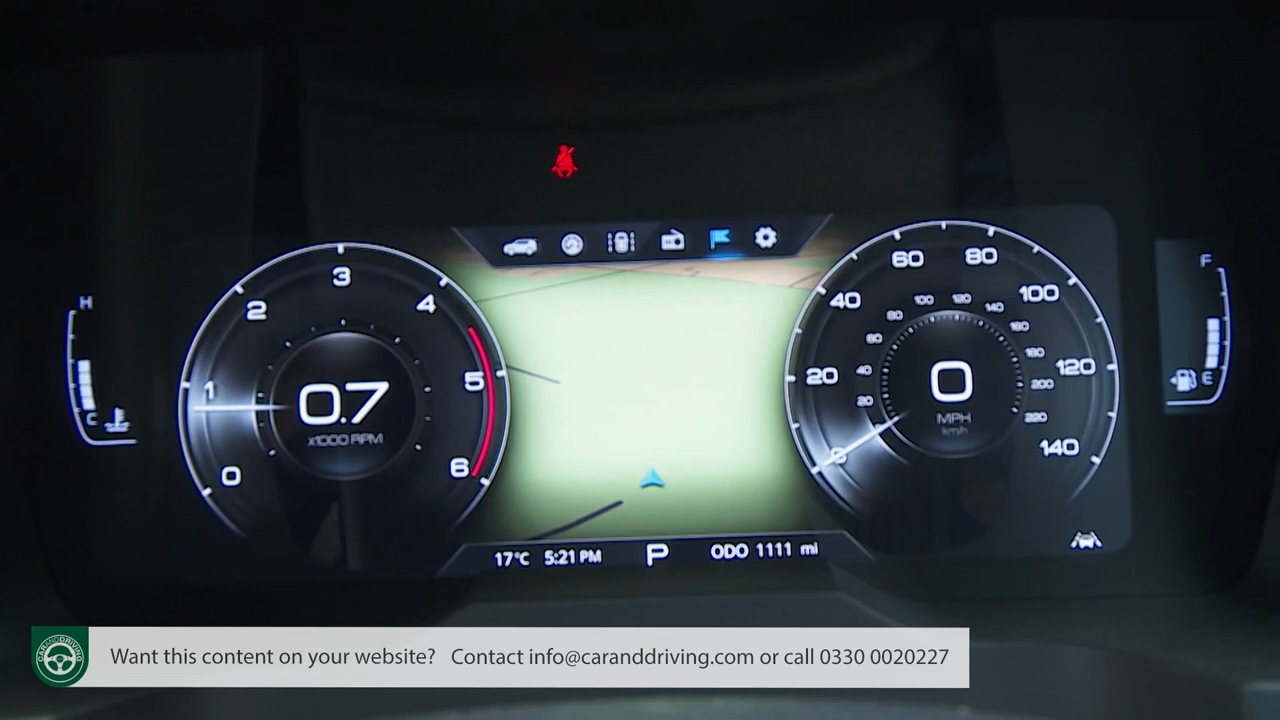 H
C
3
2
4
1
5
0
6
0.7
x1000 RPM
60
80
40
100
20
120
0
140
100
120
80
140
60
160
40
180
20
200
220
0
MPH
km/h
F
E
17°C 5:21 PM P ODO 1111 mi
CARANDDRIVING
Want this content on your website? Contact info@caranddriving.com or call 0330 0020227